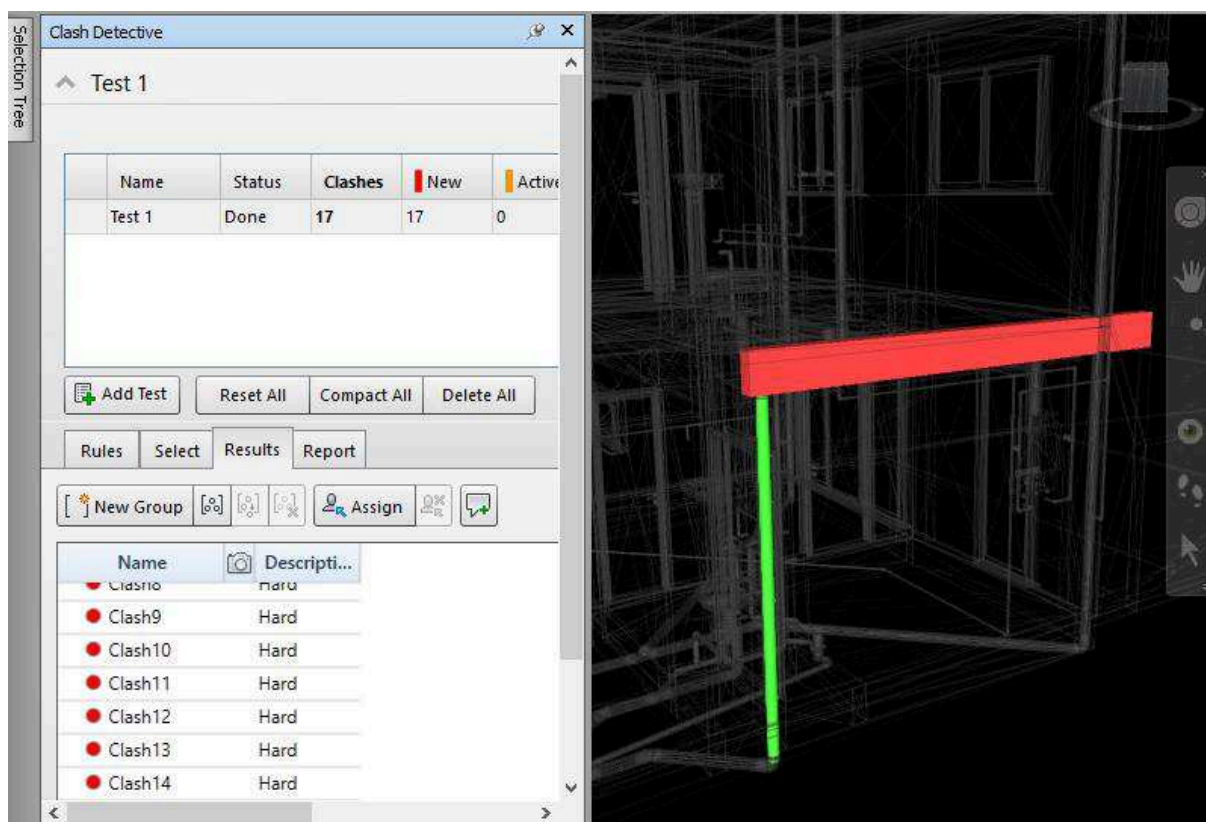 Selection Tree
Clash Detective
Test 1
Name Status Clashes New Active
Test 1 Done 17 17 0
Add Test Reset All Compact All Delete All
Rules Select Results Report
New Group Assign
Name Descripti...
Clash8 Hard
Clash9 Hard
Clash10 Hard
Clash11 Hard
Clash12 Hard
Clash13 Hard
Clash14 Hard